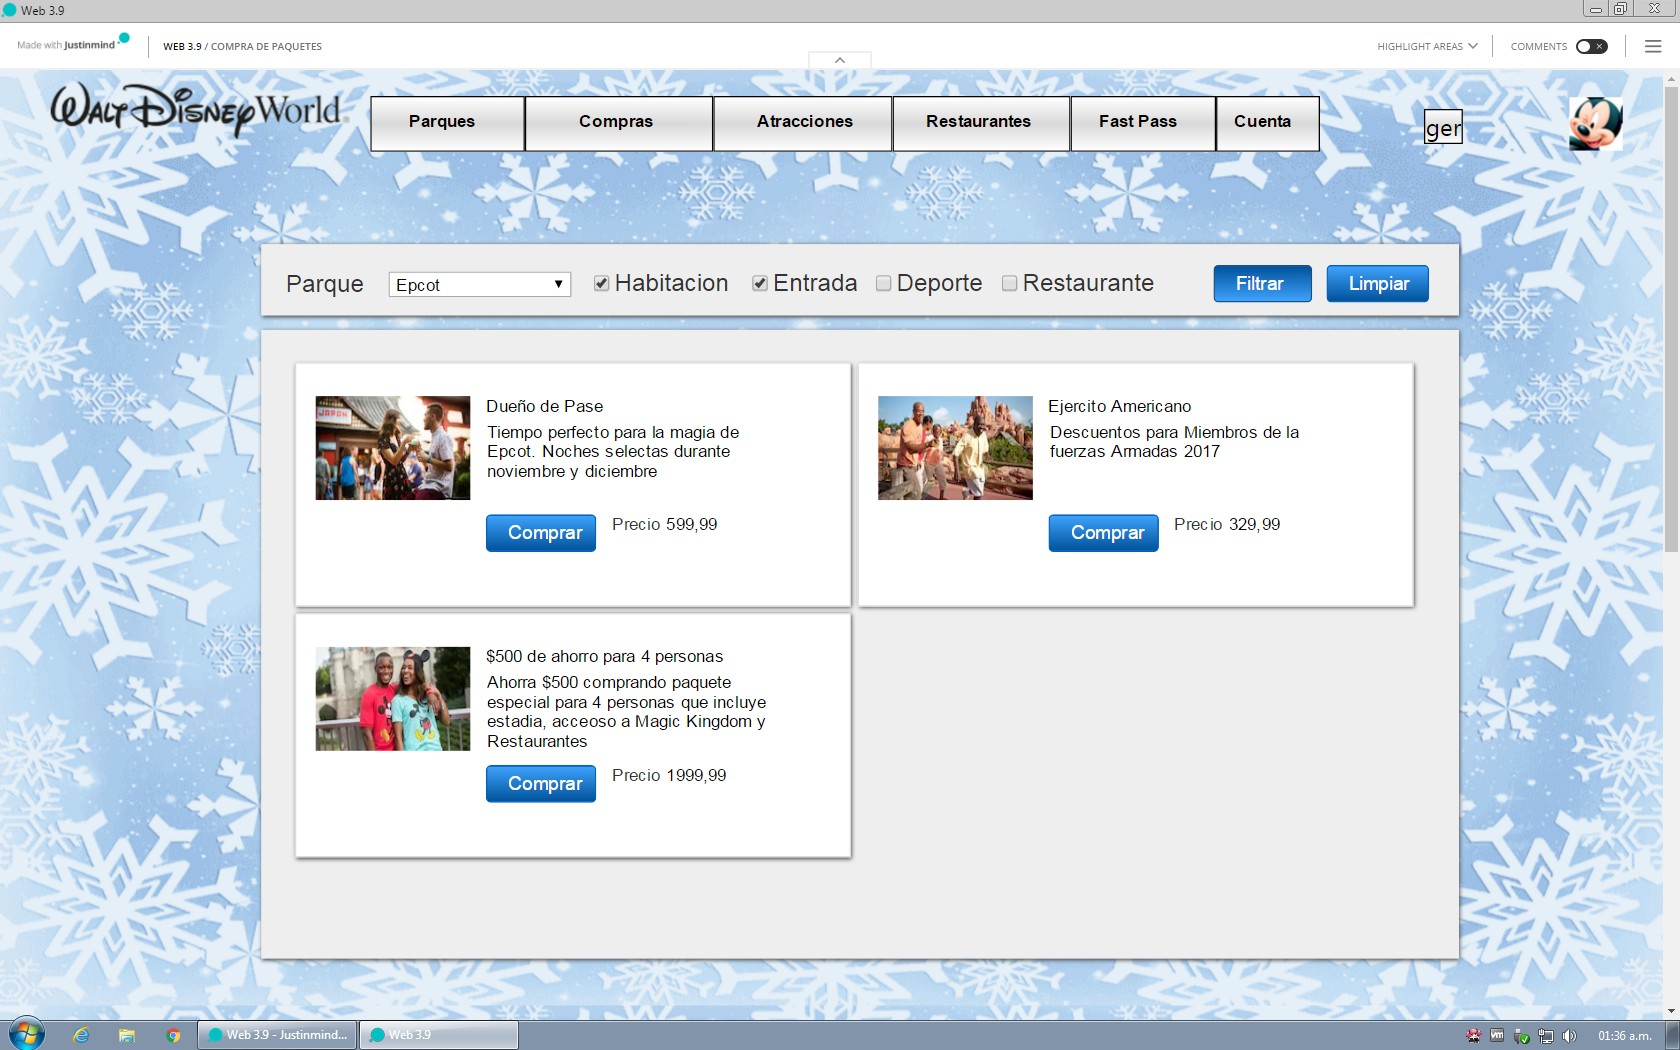 Web 3.9
Made with Justinmind
WEB 3.9 / COMPRA DE PAQUETES
HIGHLIGHT AREAS
COMMENTS
WALT DISNEY World
Parques
Compras
Atracciones
Restaurantes
Fast Pass
Cuenta
ger
Parque
Epcot
Habitacion
Entrada
Deporte
Restaurante
Filtrar
Limpiar
JAPAN
Dueño de Pase
Tiempo perfecto para la magia de
Epcot. Noches selectas durante
noviembre y diciembre
Comprar
Precio 599,99
Ejercito Americano
Descuentos para Miembros de la
fuerzas Armadas 2017
Comprar
Precio 329,99
$500 de ahorro para 4 personas
Ahorra $500 comprando paquete
especial para 4 personas que incluye
estadia, acceoso a Magic Kingdom y
Restaurantes
Comprar
Precio 1999,99
Web 3.9 - Justinmind...
Web 3.9
vm
01:36 a.m.